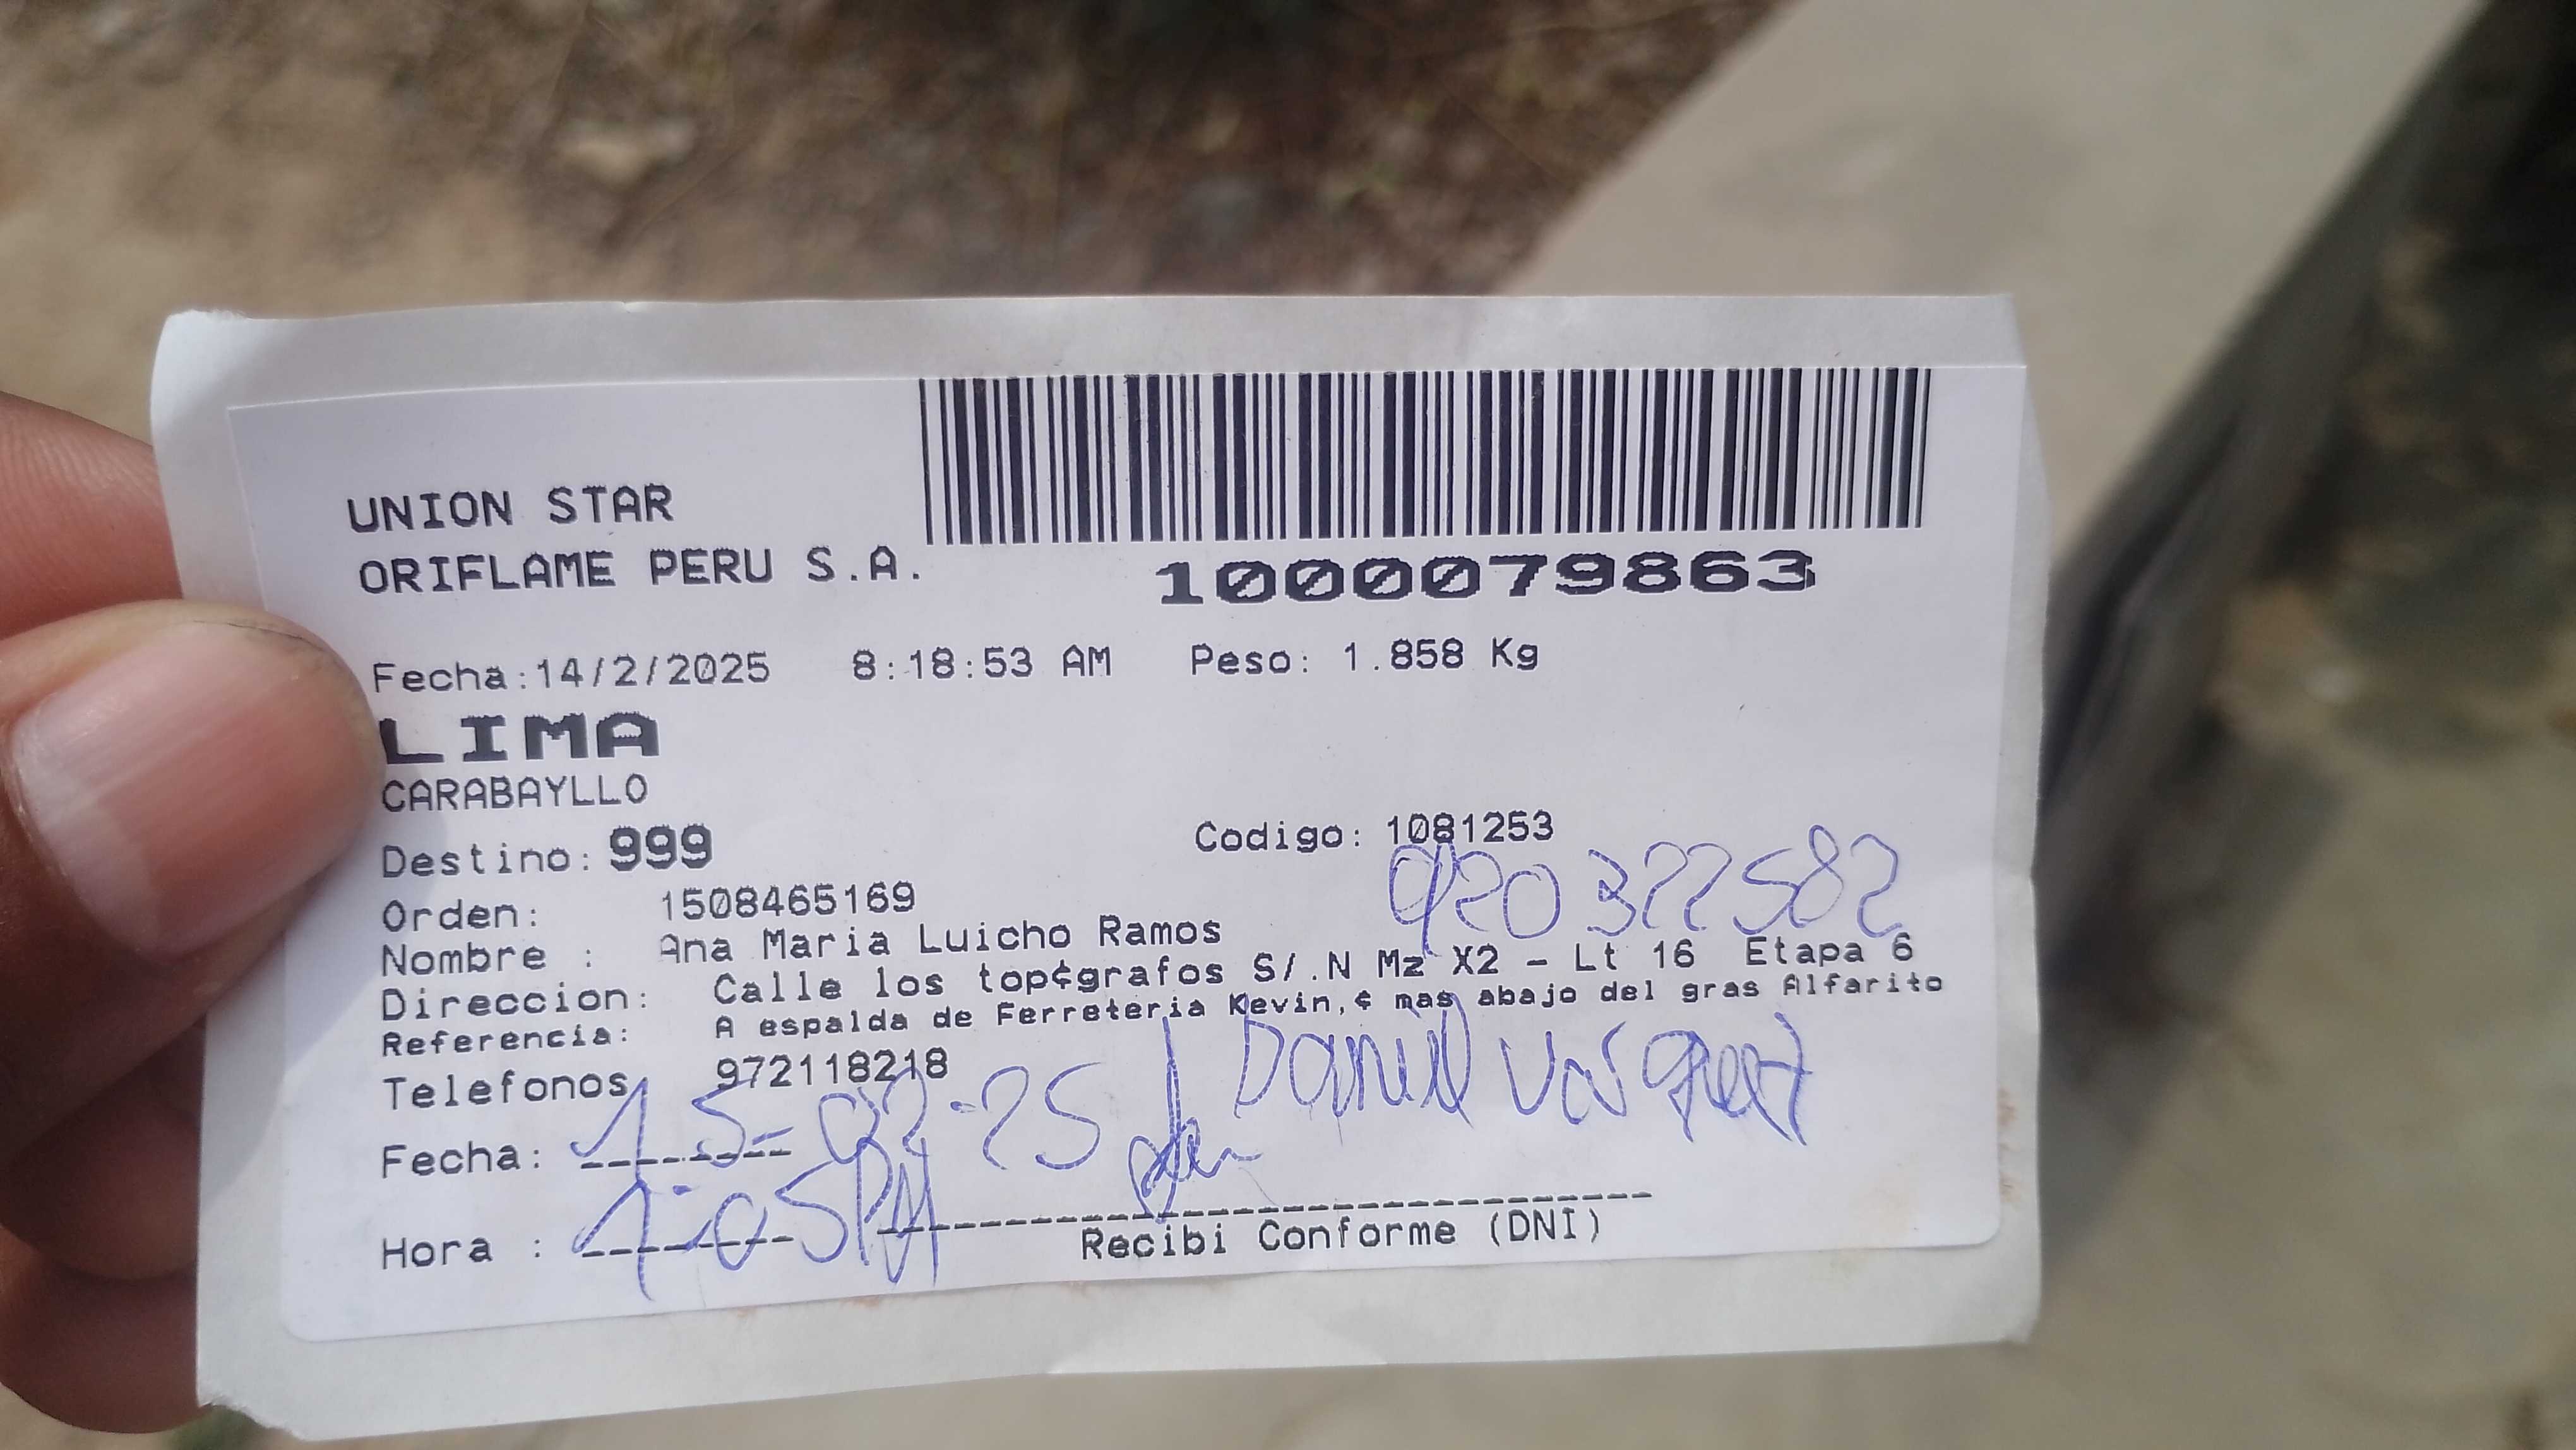 UNION STAR
ORIFLAME PERU S.A.
1000079863
Fecha:14/2/2025 8:18:53 AM Peso: 1.858 Kg
LIMA
CARABAYLLO
Destino: 999 Codigo: 1081253
920322582
Orden: 1508465169
Nombre : Ana Maria Luicho Ramos
Direccion: Calle los top¢grafos S/.N Mz X2 - Lt 16 Etapa 6
Referencia: A espalda de Ferreteria Kevin,¢ mas abajo del gras Alfarito
Telefonos 972118218
Daniel Vasquez
Fecha: 15-02-25
Hora : 1:05PM
Recibi Conforme (DNI)